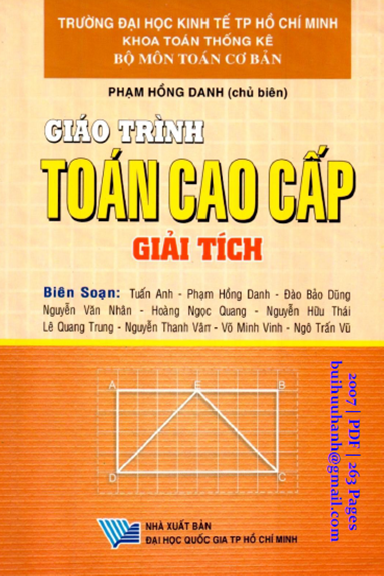 TRƯỜNG ĐẠI HỌC KINH TẾ TP HỒ CHÍ MINH
KHOA TOÁN THỐNG KÊ
BỘ MÔN TOÁN CƠ BẢN
PHẠM HỒNG DANH (chủ biên)
GIÁO TRÌNH
TOÁN CAO CẤP
GIẢI TÍCH
Biên Soạn: Tuấn Anh - Phạm Hồng Danh - Đào Bảo Dũng
Nguyễn Văn Nhân - Hoàng Ngọc Quang - Nguyễn Hữu Thái
Lê Quang Trung - Nguyễn Thanh Vân - Võ Minh Vinh - Ngô Trấn Vũ
A E B
D C
2007 | PDF | 263 Pages
buihuuhanh@gmail.com
NHÀ XUẤT BẢN
ĐẠI HỌC QUỐC GIA TP HỒ CHÍ MINH